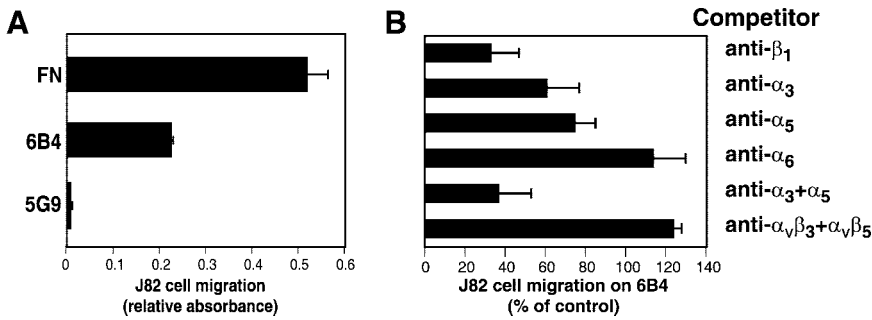 A
FN
6B4
5G9
0 0.1 0.2 0.3 0.4 0.5 0.6
J82 cell migration
(relative absorbance)
B
Competitor
anti-β1
anti-α3
anti-α5
anti-α6
anti-α3+α5
anti-αvβ3+αvβ5
0 20 40 60 80 100 120 140
J82 cell migration on 6B4
(% of control)